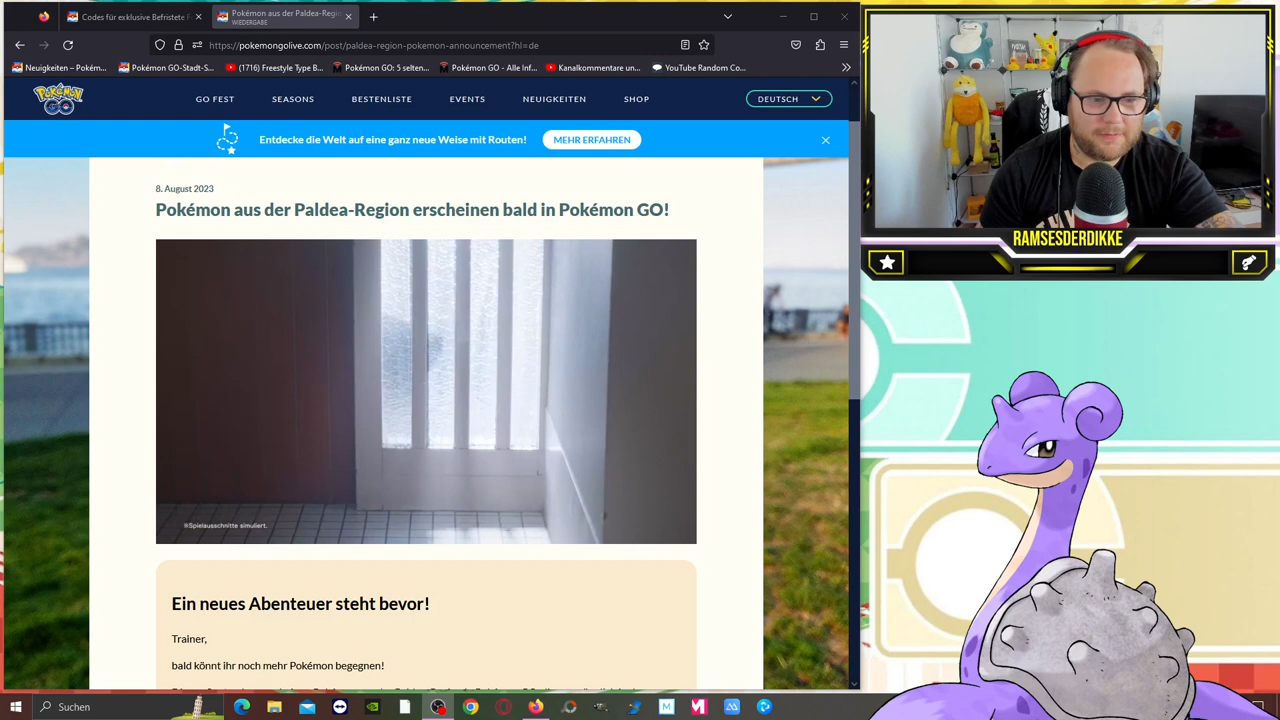 Codes für exklusive Befristete F
Pokémon aus der Paldea-Regio
WIEDERGABE
https://pokemongolive.com/post/paldea-region-pokemon-announcement?hl=de
Neuigkeiten – Pokém... Pokémon GO-Stadt-S... (1716) Freestyle Type... Pokémon GO: 5 selten... Pokémon GO - Alle Inf... Kanalkommentare un... YouTube Random Co...
Pokémon GO
GO FEST SEASONS BESTENLISTE EVENTS NEUIGKEITEN SHOP DEUTSCH
Entdecke die Welt auf eine ganz neue Weise mit Routen! MEHR ERFAHREN
8. August 2023
Pokémon aus der Paldea-Region erscheinen bald in Pokémon GO!
※Spielausschnitte simuliert.
Ein neues Abenteuer steht bevor!
Trainer,
bald könnt ihr noch mehr Pokémon begegnen!
Suchen
RAMSESDERDIKKE